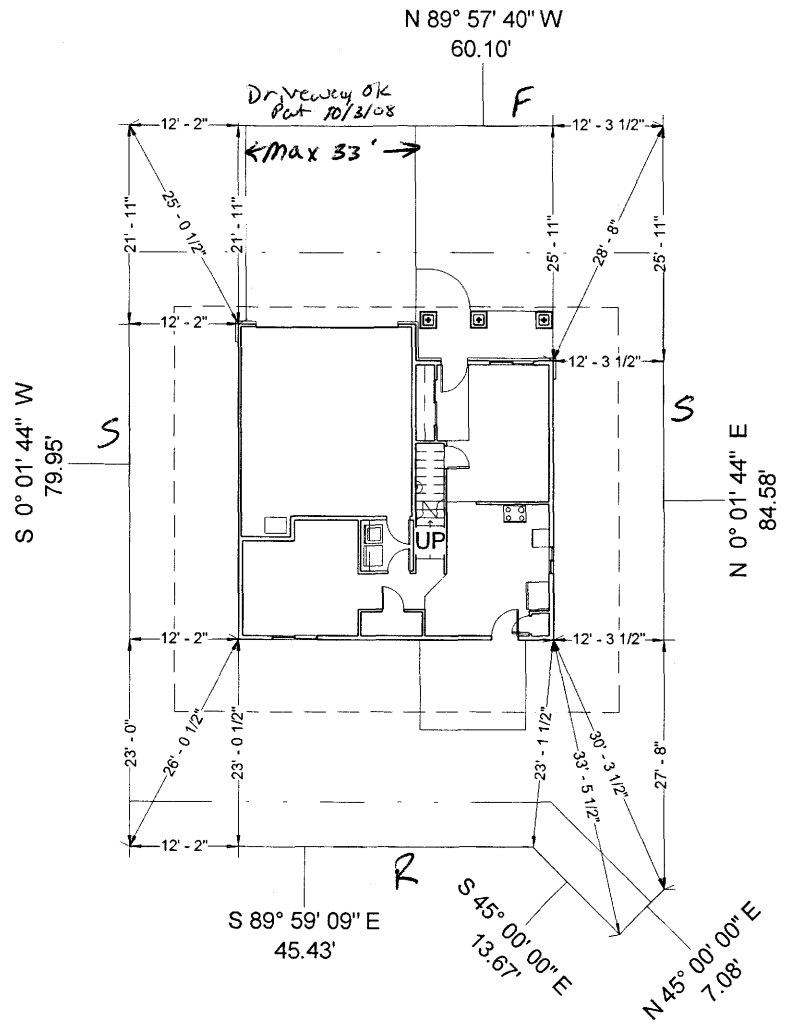 N 89° 57' 40" W
60.10'
Driveway OK
Pat 10/3/08
F
12' - 2"
12' - 3 1/2"
Max 33'
25' - 0 1/2"
21' - 11"
21' - 11"
25' - 11"
28' - 8"
25' - 11"
12' - 2"
12' - 3 1/2"
S 0° 01' 44" W
79.95'
S
S
N 0° 01' 44" E
84.58'
UP
12' - 2"
12' - 3 1/2"
23' - 0"
26' - 0 1/2"
23' - 0 1/2"
23' - 1 1/2"
33' - 5 1/2"
30' - 3 1/2"
27' - 8"
12' - 2"
R
S 89° 59' 09" E
45.43'
S 45° 00' 00" E
13.67'
N 45° 00' 00" E
7.08'